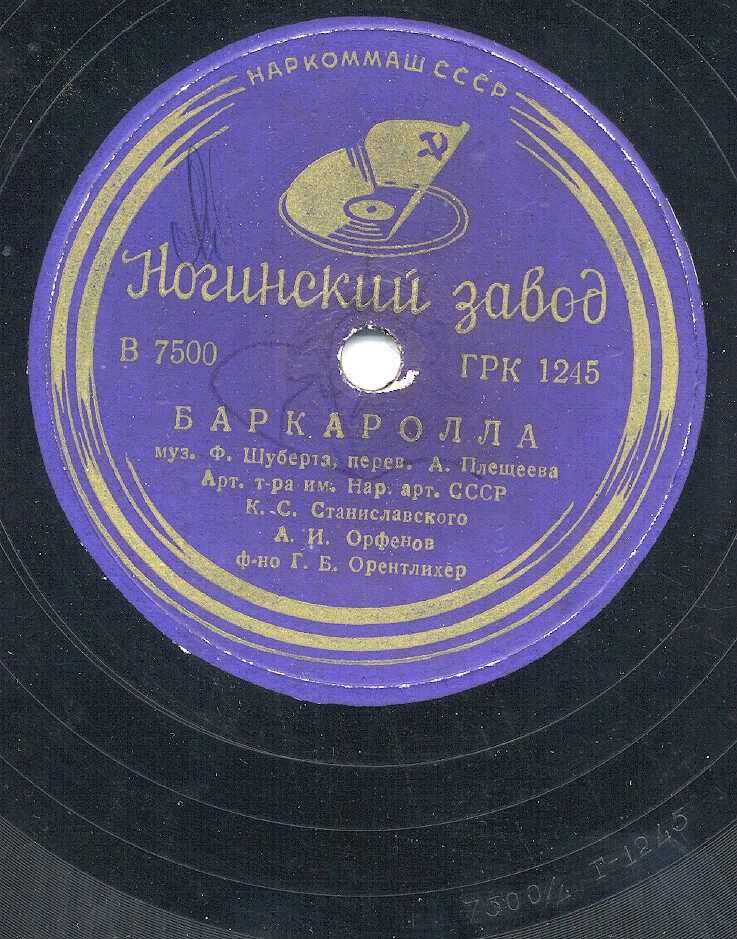 НАРКОММАШ СССР
Ногинский завод
В 7500 ГРК 1245
БАРКАРОЛЛА
муз. Ф. Шуберта, перев. А. Плещеева
Арт. т-ра им. Нар. арт. СССР
К. С. Станиславского
А. И. Орфенов
ф-но Г. Б. Орентлихер
7500/ Г-1245